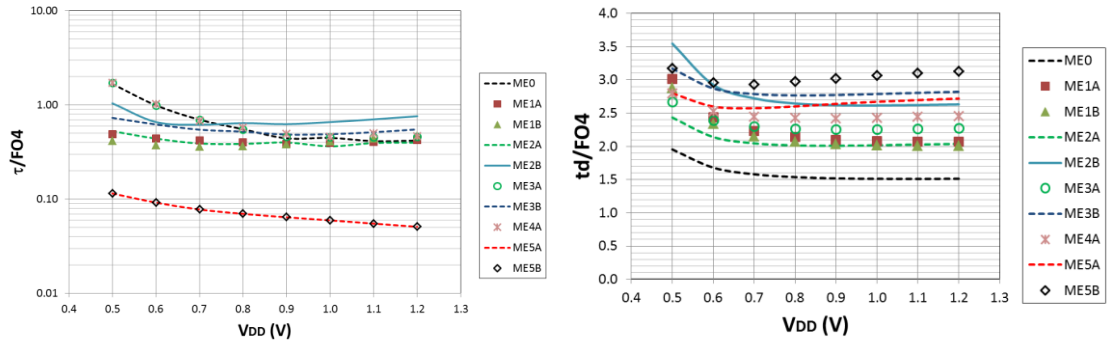 10.00
1.00
0.10
0.01
τ/FO4
0.4 0.5 0.6 0.7 0.8 0.9 1.0 1.1 1.2 1.3
VDD (V)
ME0
ME1A
ME1B
ME2A
ME2B
ME3A
ME3B
ME4A
ME5A
ME5B
4.0
3.5
3.0
2.5
2.0
1.5
1.0
0.5
0.0
td/FO4
0.4 0.5 0.6 0.7 0.8 0.9 1.0 1.1 1.2 1.3
VDD (V)
ME0
ME1A
ME1B
ME2A
ME2B
ME3A
ME3B
ME4A
ME5A
ME5B